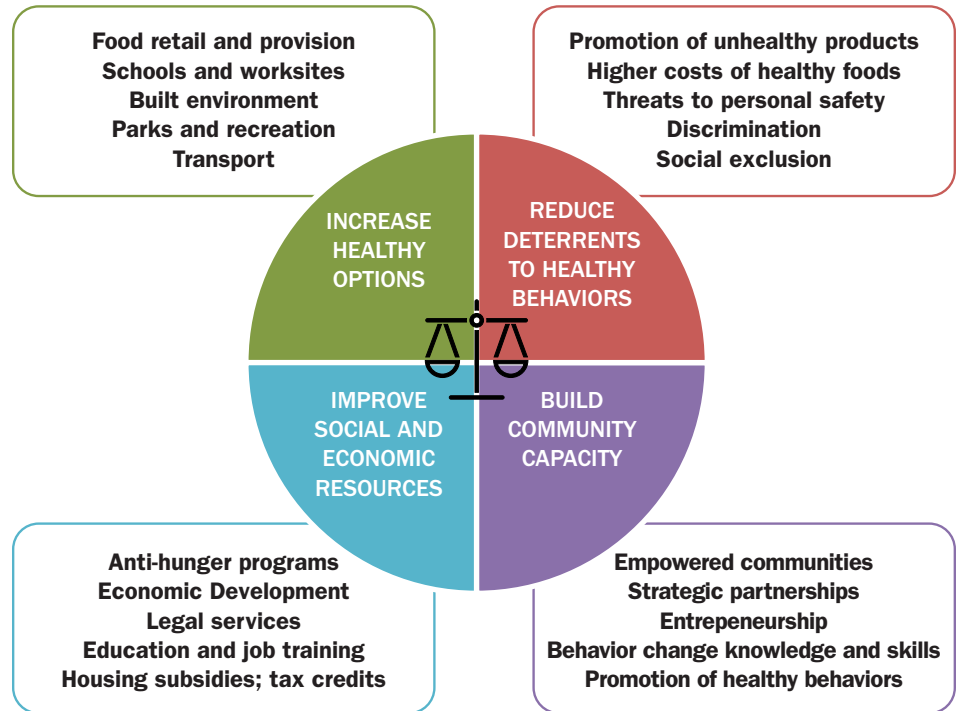 Food retail and provision
Schools and worksites
Built environment
Parks and recreation
Transport
Promotion of unhealthy products
Higher costs of healthy foods
Threats to personal safety
Discrimination
Social exclusion
INCREASE
HEALTHY
OPTIONS
REDUCE
DETERRENTS
TO HEALTHY
BEHAVIORS
IMPROVE
SOCIAL AND
ECONOMIC
RESOURCES
BUILD
COMMUNITY
CAPACITY
Anti-hunger programs
Economic Development
Legal services
Education and job training
Housing subsidies; tax credits
Empowered communities
Strategic partnerships
Entrepeneurship
Behavior change knowledge and skills
Promotion of healthy behaviors